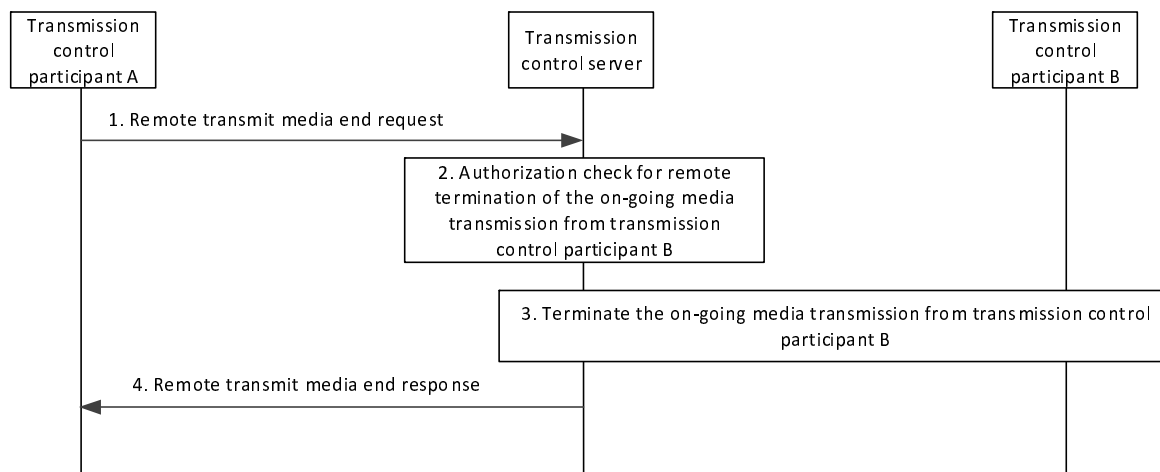 Transmission
control
participant A
Transmission
control server
Transmission
control
participant B
1. Remote transmit media end request
2. Authorization check for remote
termination of the on-going media
transmission from transmission
control participant B
3. Terminate the on-going media transmission from transmission control
participant B
4. Remote transmit media end response